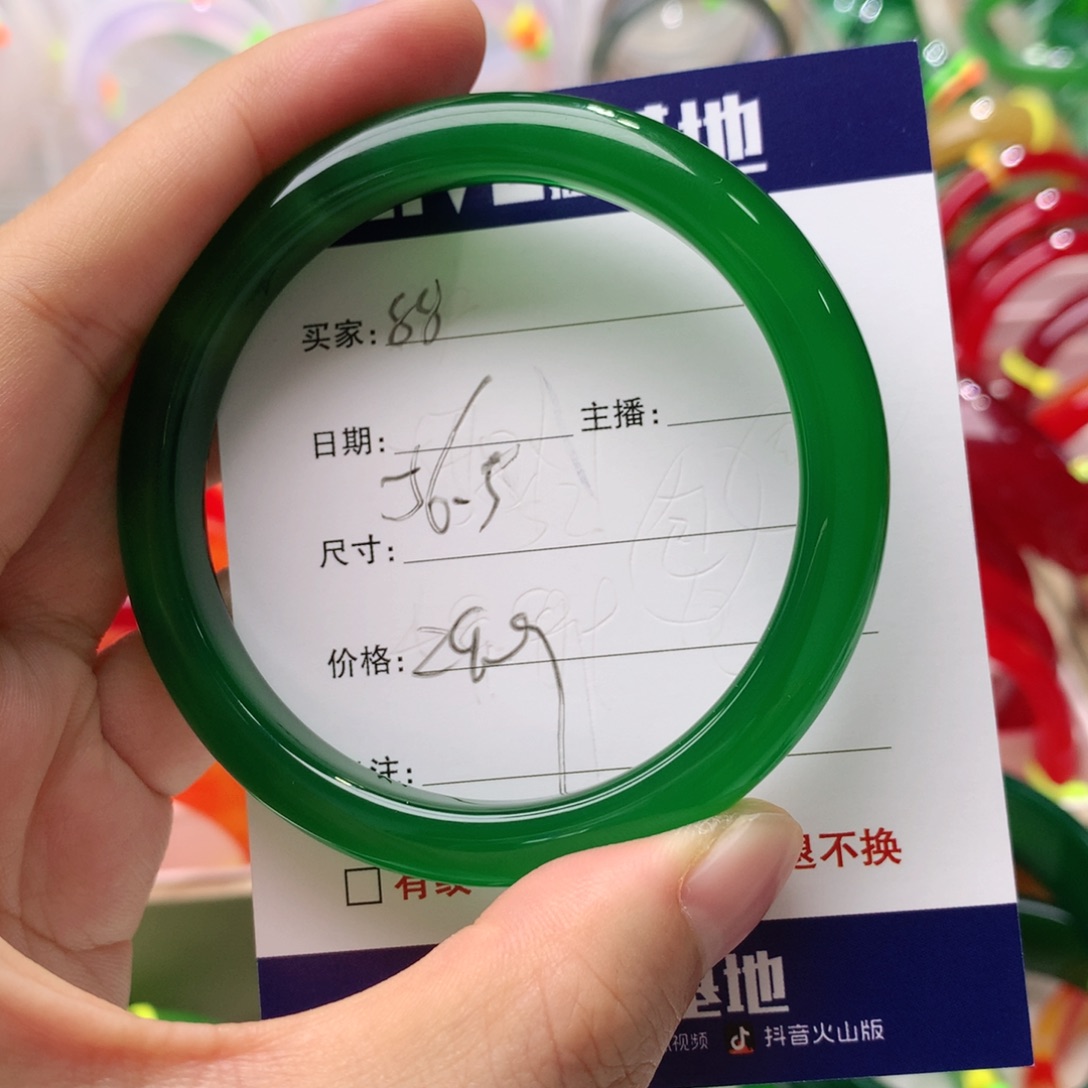 基地
买家: 88
日期: 主播:
56-5
尺寸:
价格: 299
注:
□ 有纹 退不换
基地
视频 抖音火山版